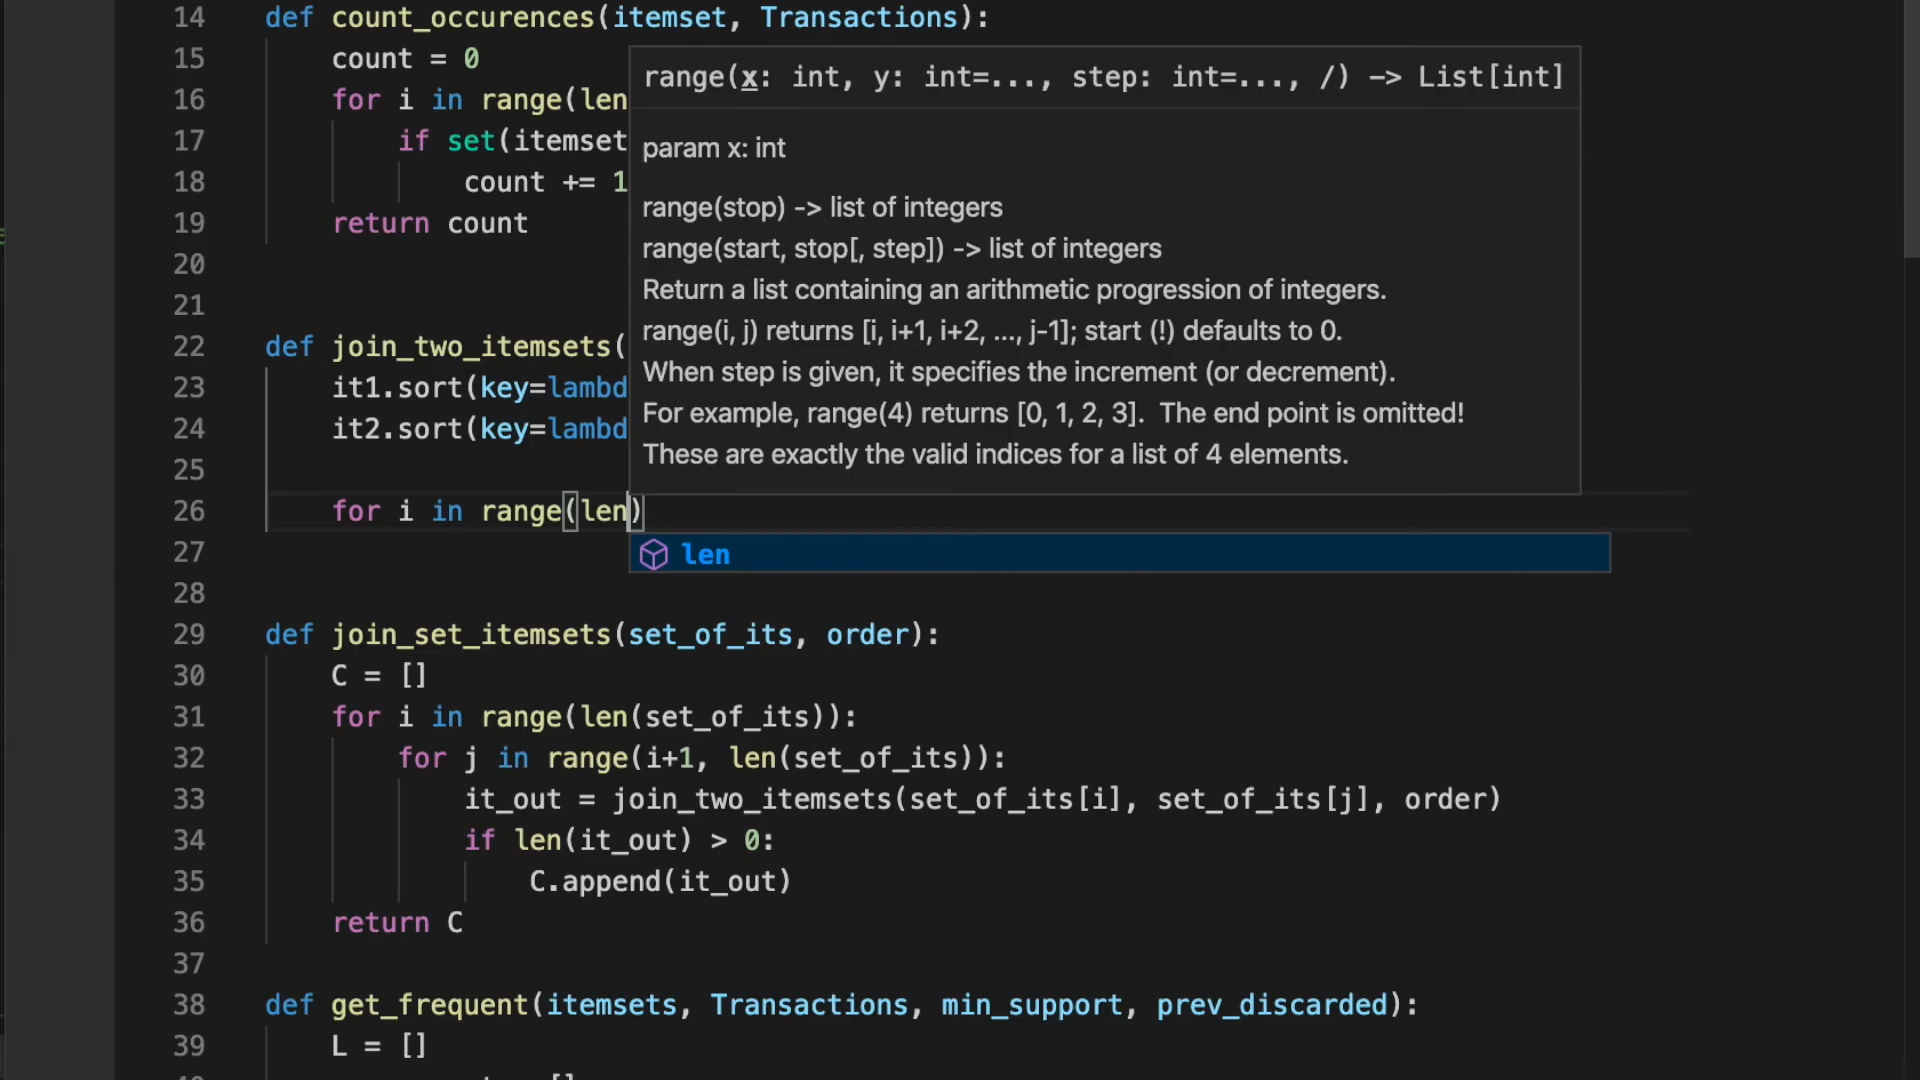 14 def count_occurences(itemset, Transactions):
15 count = 0
range(x: int, y: int=..., step: int=..., /) -> List[int]
16 for i in range(len
17 if set(itemset
param x: int
18 count += 1
range(stop) -> list of integers
19 return count
range(start, stop[, step]) -> list of integers
20
Return a list containing an arithmetic progression of integers.
21
range(i, j) returns [i, i+1, i+2, ..., j-1]; start (!) defaults to 0.
22 def join_two_itemsets(
When step is given, it specifies the increment (or decrement).
23 it1.sort(key=lambd
For example, range(4) returns [0, 1, 2, 3]. The end point is omitted!
24 it2.sort(key=lambd
These are exactly the valid indices for a list of 4 elements.
25
26 for i in range(len)
27
len
28
29 def join_set_itemsets(set_of_its, order):
30 C = []
31 for i in range(len(set_of_its)):
32 for j in range(i+1, len(set_of_its)):
33 it_out = join_two_itemsets(set_of_its[i], set_of_its[j], order)
34 if len(it_out) > 0:
35 C.append(it_out)
36 return C
37
38 def get_frequent(itemsets, Transactions, min_support, prev_discarded):
39 L = []